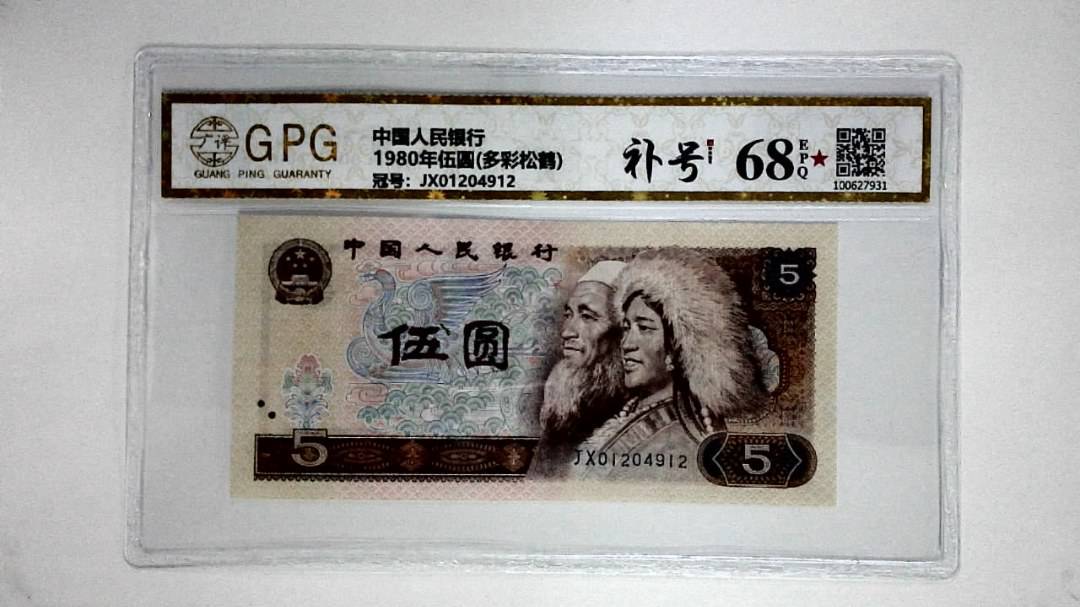 GPG
GUANG PING GUARANTY
中国人民银行
1980年伍圆(多彩松鹤)
冠号: JX01204912
补号
68 EPQ
100627931
中国人民银行
5
伍圆
5
JX01204912
5